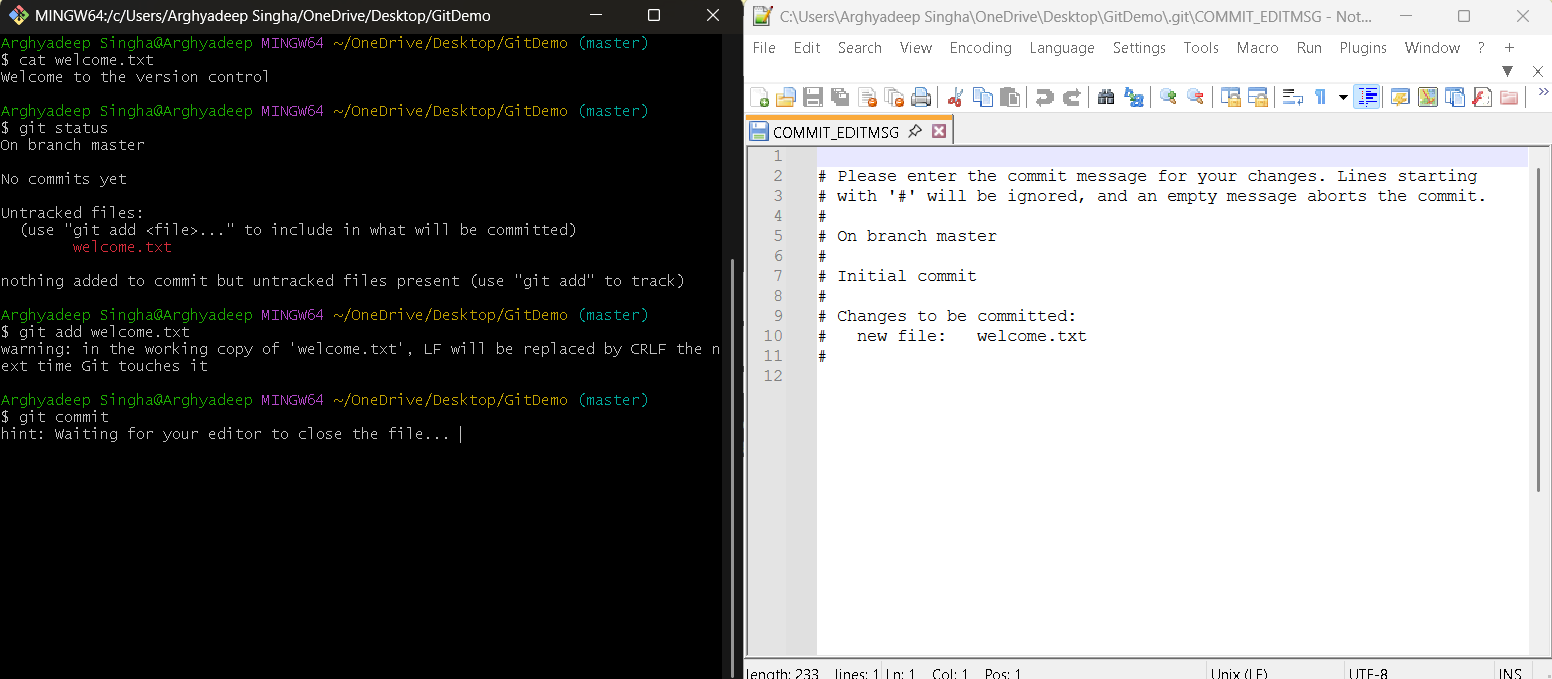 MINGW64:/c/Users/Arghyadeep Singha/OneDrive/Desktop/GitDemo
Arghyadeep Singha@Arghyadeep MINGW64 ~/OneDrive/Desktop/GitDemo (master)
$ cat welcome.txt
Welcome to the version control
Arghyadeep Singha@Arghyadeep MINGW64 ~/OneDrive/Desktop/GitDemo (master)
$ git status
On branch master
No commits yet
Untracked files:
(use "git add <file>..." to include in what will be committed)
welcome.txt
nothing added to commit but untracked files present (use "git add" to track)
Arghyadeep Singha@Arghyadeep MINGW64 ~/OneDrive/Desktop/GitDemo (master)
$ git add welcome.txt
warning: in the working copy of 'welcome.txt', LF will be replaced by CRLF the n
ext time Git touches it
Arghyadeep Singha@Arghyadeep MINGW64 ~/OneDrive/Desktop/GitDemo (master)
$ git commit
hint: Waiting for your editor to close the file...
C:\Users\Arghyadeep Singha\OneDrive\Desktop\GitDemo\.git\COMMIT_EDITMSG - Not...
File Edit Search View Encoding Language Settings Tools Macro Run Plugins Window ? +
COMMIT_EDITMSG
1
2 # Please enter the commit message for your changes. Lines starting
3 # with '#' will be ignored, and an empty message aborts the commit.
4 #
5 # On branch master
6 #
7 # Initial commit
8 #
9 # Changes to be committed:
10 # new file: welcome.txt
11 #
12
length: 233 lines: 1 Ln: 1 Col: 1 Pos: 1 Unix (LF) UTF-8 INS